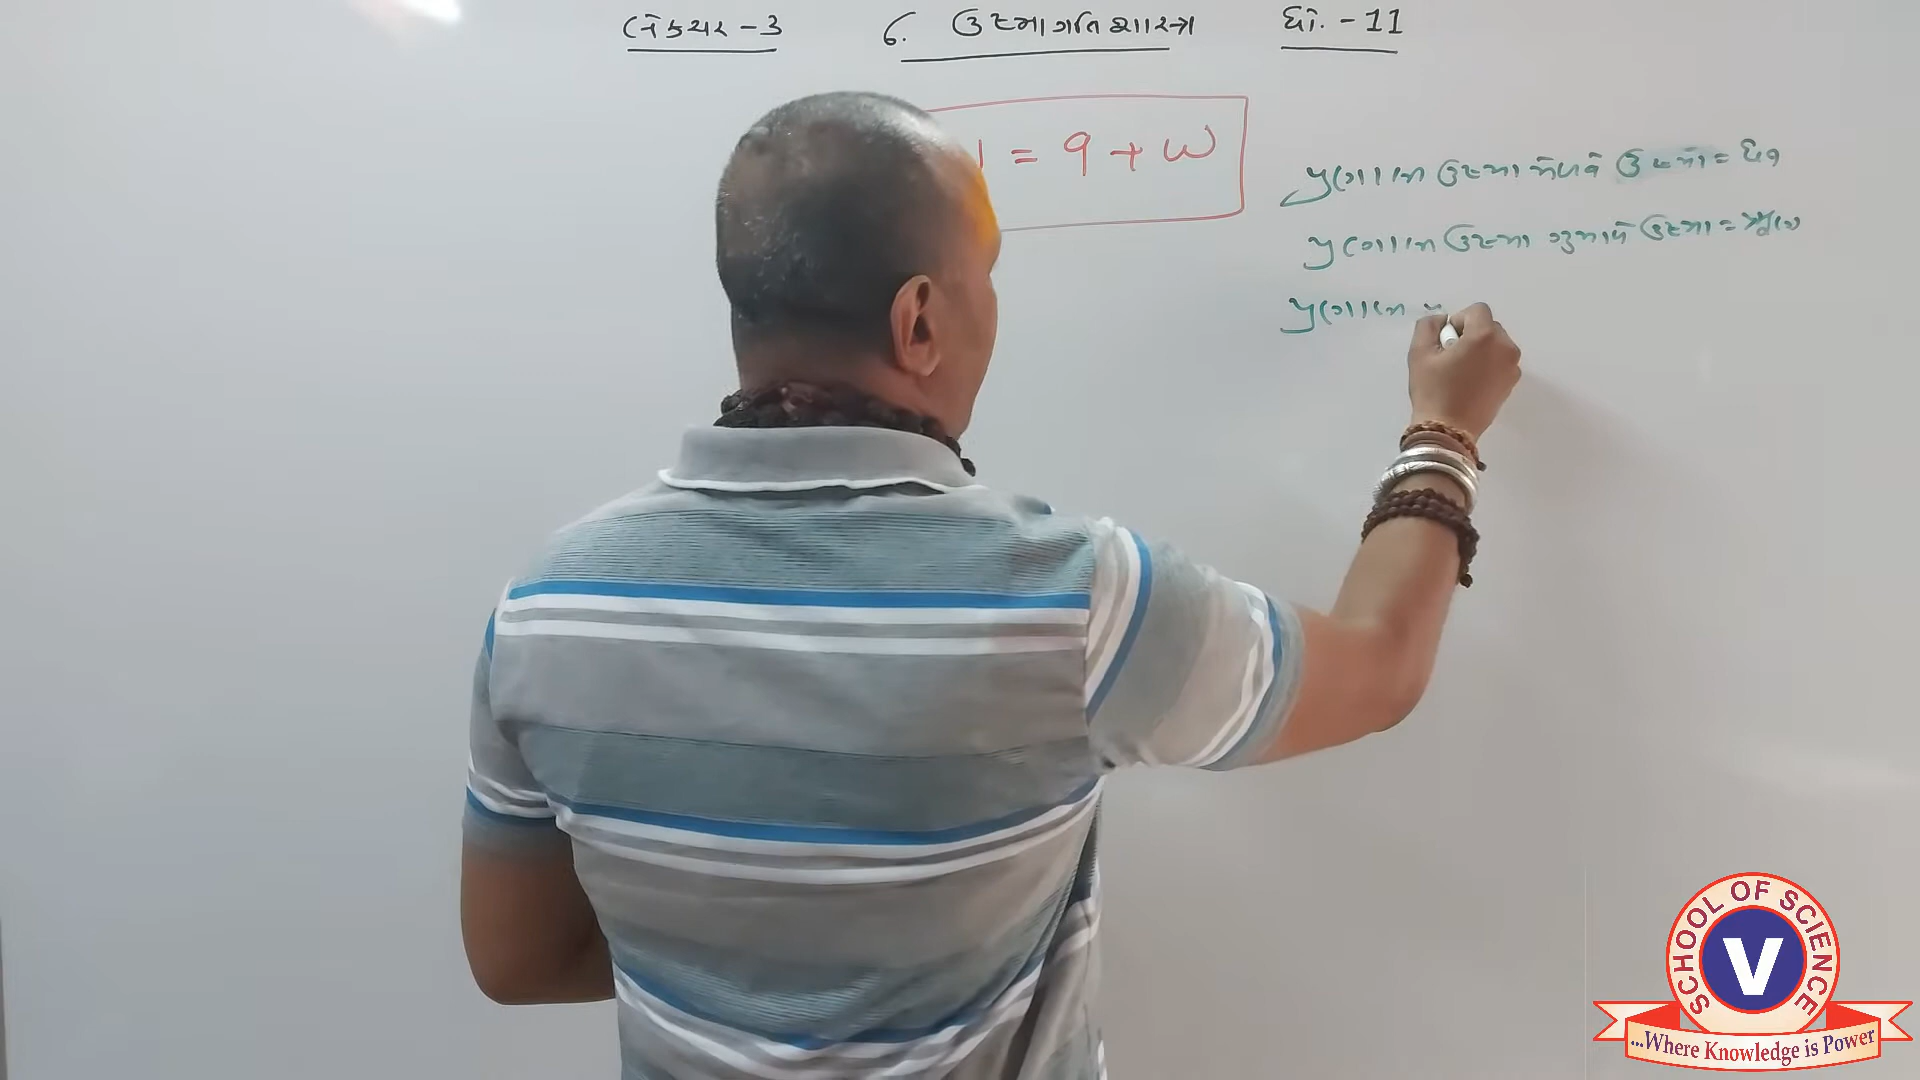 લેક્ચર -3 6. ઉષ્માગતિશાસ્ત્ર ધો. -11
= q + w
પ્રણાલી ઉષ્મા મેળવે ઉષ્મા = ધન
પ્રણાલી ઉષ્મા ગુમાવે ઉષ્મા = ઋણ
પ્રણાલી
SCHOOL OF SCIENCE
V
...Where Knowledge is Power